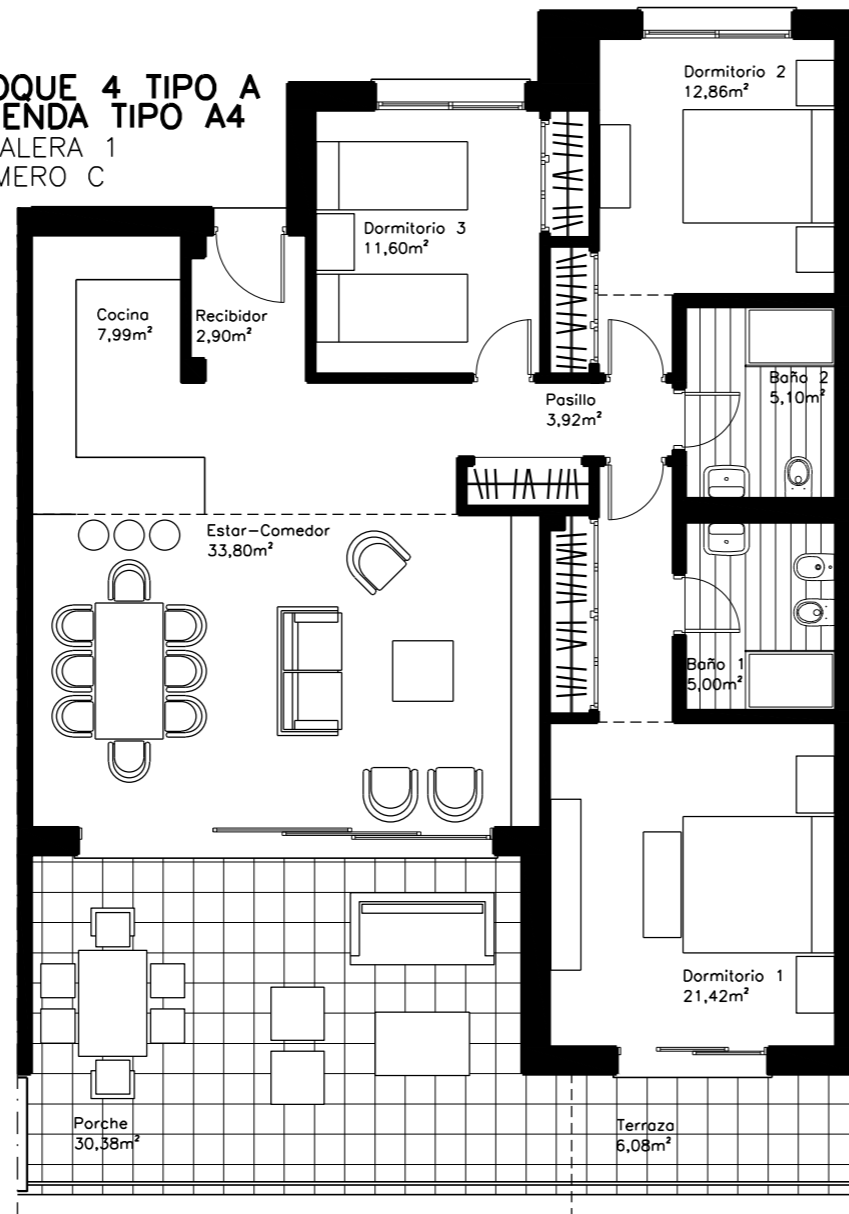 OQUE 4 TIPO A
ENDA TIPO A4
ALERA 1
MERO C
Dormitorio 2
12,86m²
Dormitorio 3
11,60m²
Cocina
7,99m²
Recibidor
2,90m²
Baño 2
5,10m²
Pasillo
3,92m²
Estar-Comedor
33,80m²
Baño 1
5,00m²
Dormitorio 1
21,42m²
Porche
30,38m²
Terraza
6,08m²